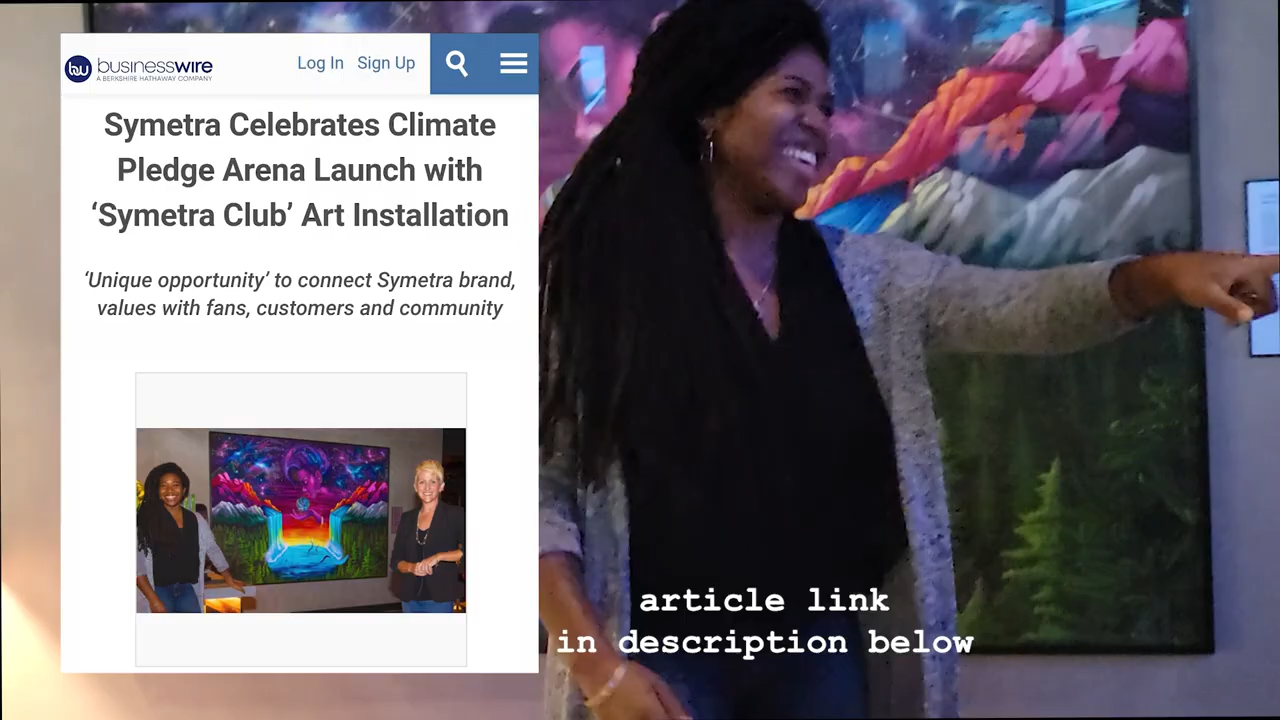 businesswire
A BERKSHIRE HATHAWAY COMPANY
Log In Sign Up
Symetra Celebrates Climate
Pledge Arena Launch with
‘Symetra Club’ Art Installation
‘Unique opportunity’ to connect Symetra brand,
values with fans, customers and community
article link
in description below